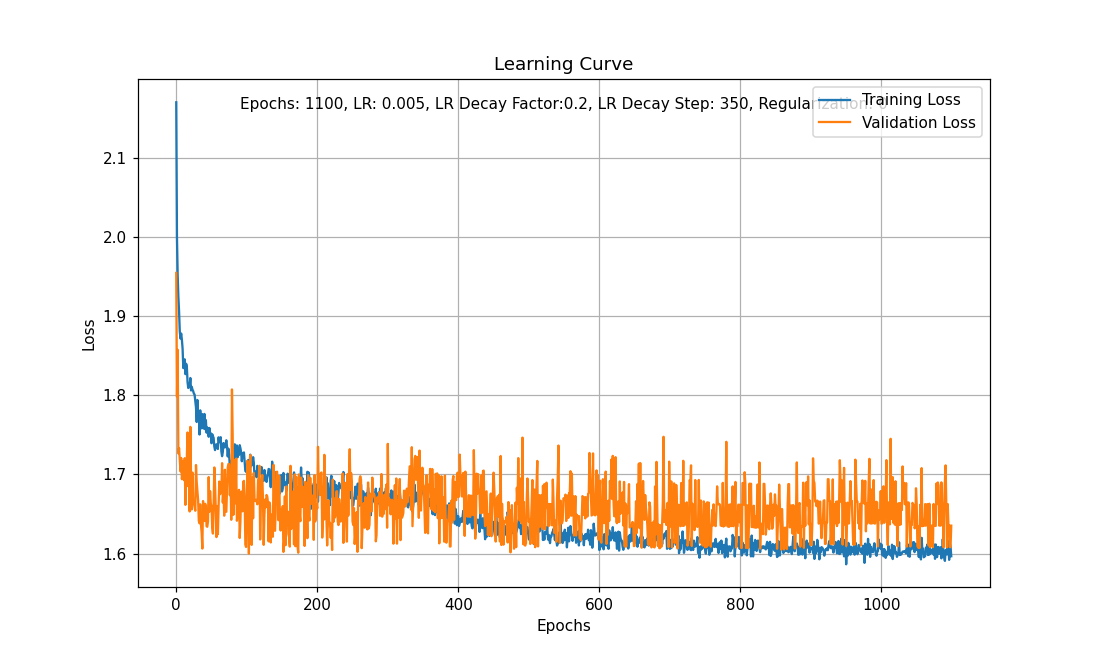 Learning Curve
Epochs: 1100, LR: 0.005, LR Decay Factor:0.2, LR Decay Step: 350, Regularization: 0
Training Loss
Validation Loss
Loss
2.1
2.0
1.9
1.8
1.7
1.6
0 200 400 600 800 1000
Epochs